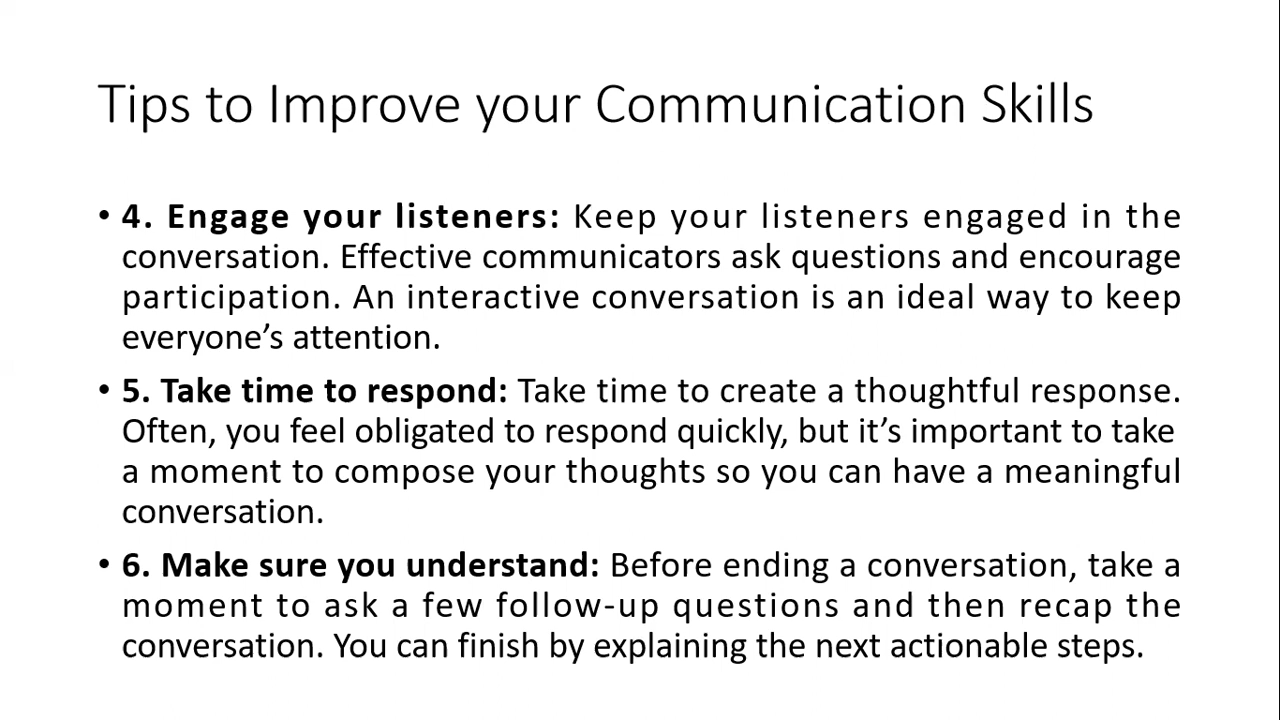 Tips to Improve your Communication Skills
• 4. Engage your listeners: Keep your listeners engaged in the
conversation. Effective communicators ask questions and encourage
participation. An interactive conversation is an ideal way to keep
everyone’s attention.
• 5. Take time to respond: Take time to create a thoughtful response.
Often, you feel obligated to respond quickly, but it’s important to take
a moment to compose your thoughts so you can have a meaningful
conversation.
• 6. Make sure you understand: Before ending a conversation, take a
moment to ask a few follow-up questions and then recap the
conversation. You can finish by explaining the next actionable steps.